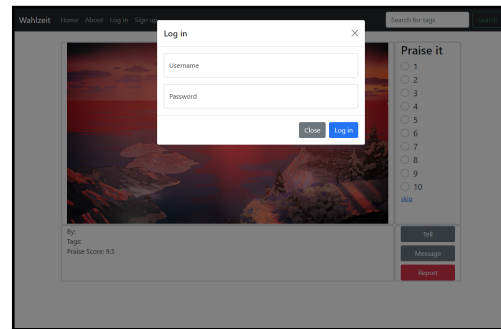 Wahlzeit Home About Log in Sign up Search for tags Search
Log in
Username
Password
Close Log in
Praise it
1
2
3
4
5
6
7
8
9
10
skip
By:
Tags:
Praise Score: 9.5
Tell
Message
Report